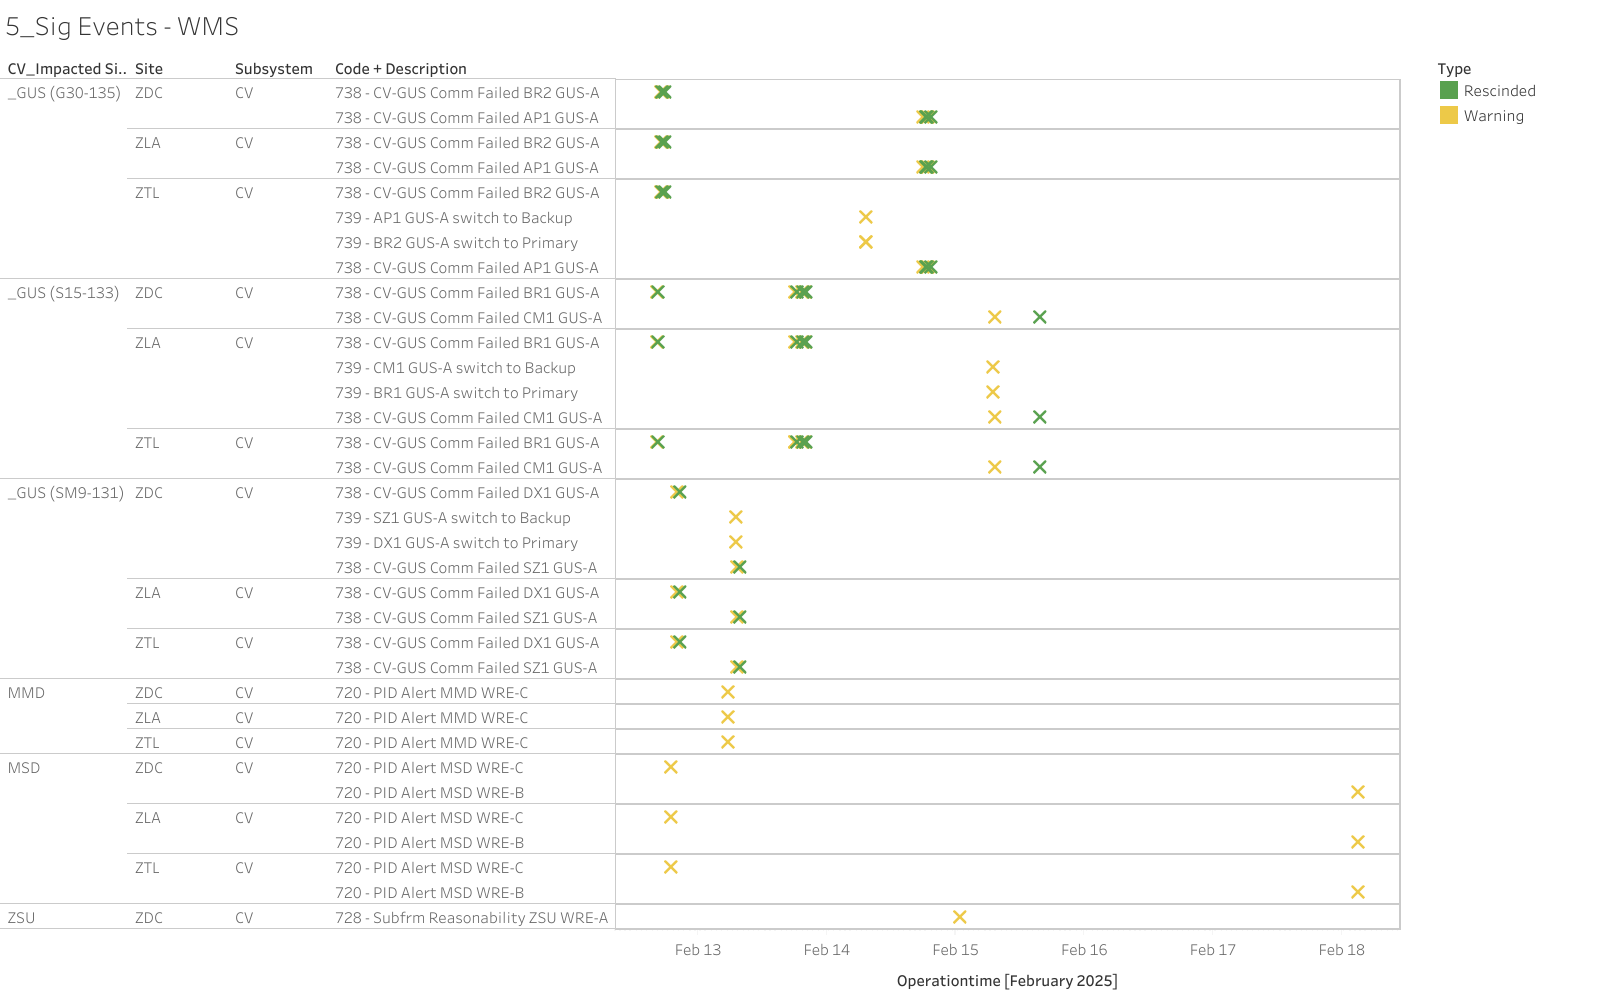 5_Sig Events - WMS
CV_Impacted Si.. Site Subsystem Code + Description
Type
Rescinded
Warning
_GUS (G30-135) ZDC CV 738 - CV-GUS Comm Failed BR2 GUS-A
738 - CV-GUS Comm Failed AP1 GUS-A
ZLA CV 738 - CV-GUS Comm Failed BR2 GUS-A
738 - CV-GUS Comm Failed AP1 GUS-A
ZTL CV 738 - CV-GUS Comm Failed BR2 GUS-A
739 - AP1 GUS-A switch to Backup
739 - BR2 GUS-A switch to Primary
738 - CV-GUS Comm Failed AP1 GUS-A
_GUS (S15-133) ZDC CV 738 - CV-GUS Comm Failed BR1 GUS-A
738 - CV-GUS Comm Failed CM1 GUS-A
ZLA CV 738 - CV-GUS Comm Failed BR1 GUS-A
739 - CM1 GUS-A switch to Backup
739 - BR1 GUS-A switch to Primary
738 - CV-GUS Comm Failed CM1 GUS-A
ZTL CV 738 - CV-GUS Comm Failed BR1 GUS-A
738 - CV-GUS Comm Failed CM1 GUS-A
_GUS (SM9-131) ZDC CV 738 - CV-GUS Comm Failed DX1 GUS-A
739 - SZ1 GUS-A switch to Backup
739 - DX1 GUS-A switch to Primary
738 - CV-GUS Comm Failed SZ1 GUS-A
ZLA CV 738 - CV-GUS Comm Failed DX1 GUS-A
738 - CV-GUS Comm Failed SZ1 GUS-A
ZTL CV 738 - CV-GUS Comm Failed DX1 GUS-A
738 - CV-GUS Comm Failed SZ1 GUS-A
MMD ZDC CV 720 - PID Alert MMD WRE-C
ZLA CV 720 - PID Alert MMD WRE-C
ZTL CV 720 - PID Alert MMD WRE-C
MSD ZDC CV 720 - PID Alert MSD WRE-C
720 - PID Alert MSD WRE-B
ZLA CV 720 - PID Alert MSD WRE-C
720 - PID Alert MSD WRE-B
ZTL CV 720 - PID Alert MSD WRE-C
720 - PID Alert MSD WRE-B
ZSU ZDC CV 728 - Subfrm Reasonability ZSU WRE-A
Feb 13 Feb 14 Feb 15 Feb 16 Feb 17 Feb 18
Operationtime [February 2025]